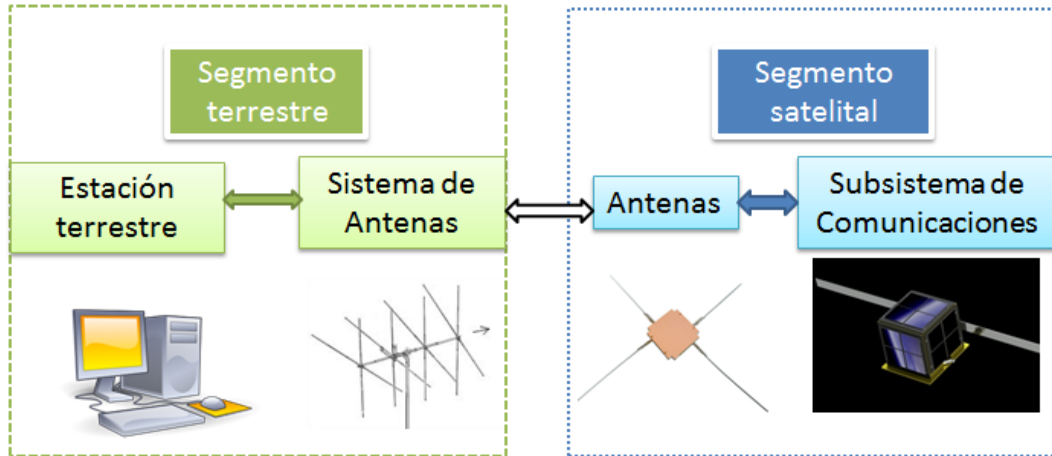 Segmento
terrestre
Segmento
satelital
Estación
terrestre
Sistema de
Antenas
Antenas
Subsistema de
Comunicaciones